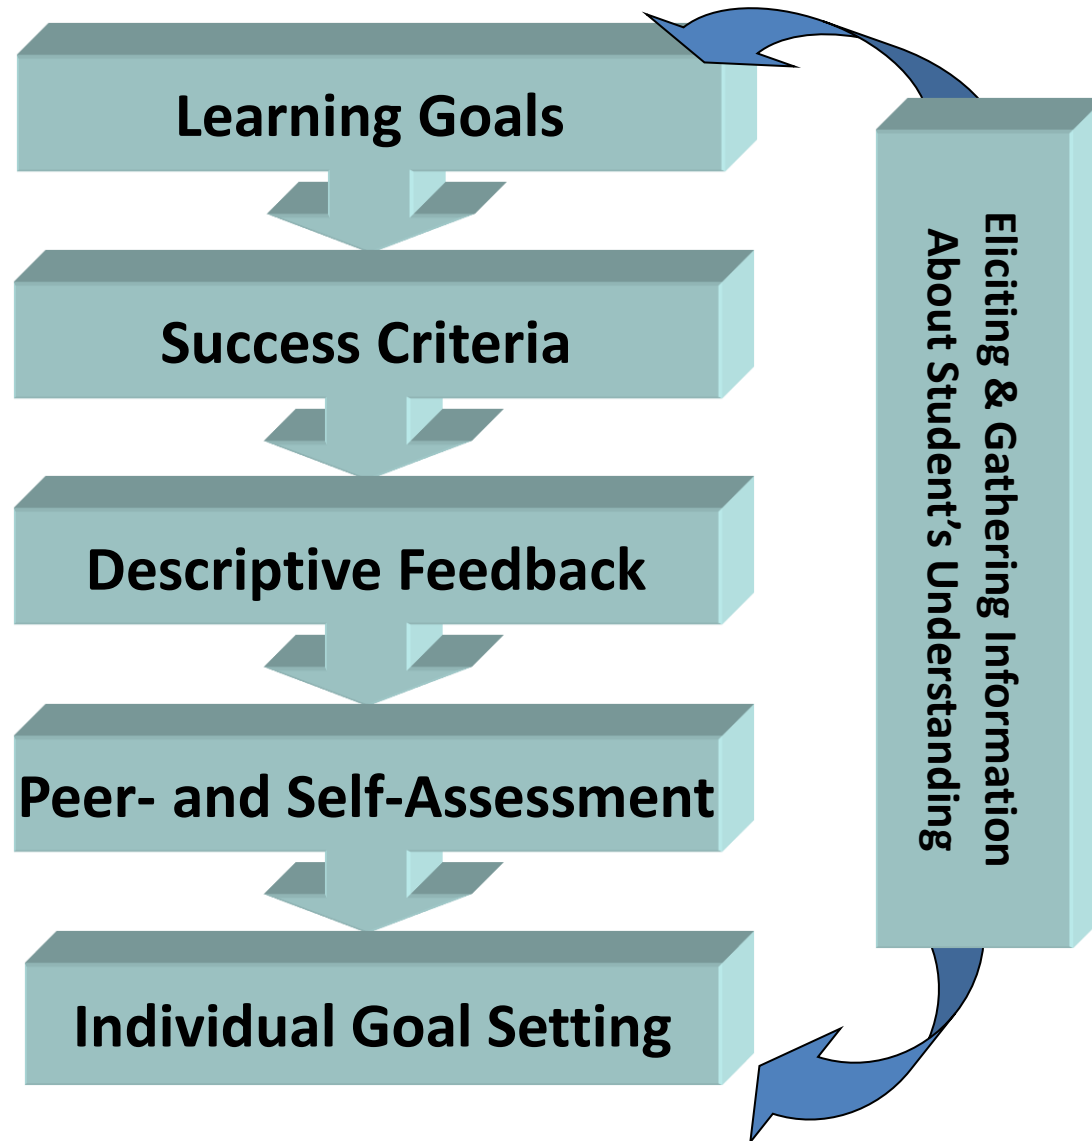 Learning Goals
Success Criteria
Descriptive Feedback
Peer- and Self-Assessment
Individual Goal Setting
Eliciting & Gathering Information
About Student’s Understanding